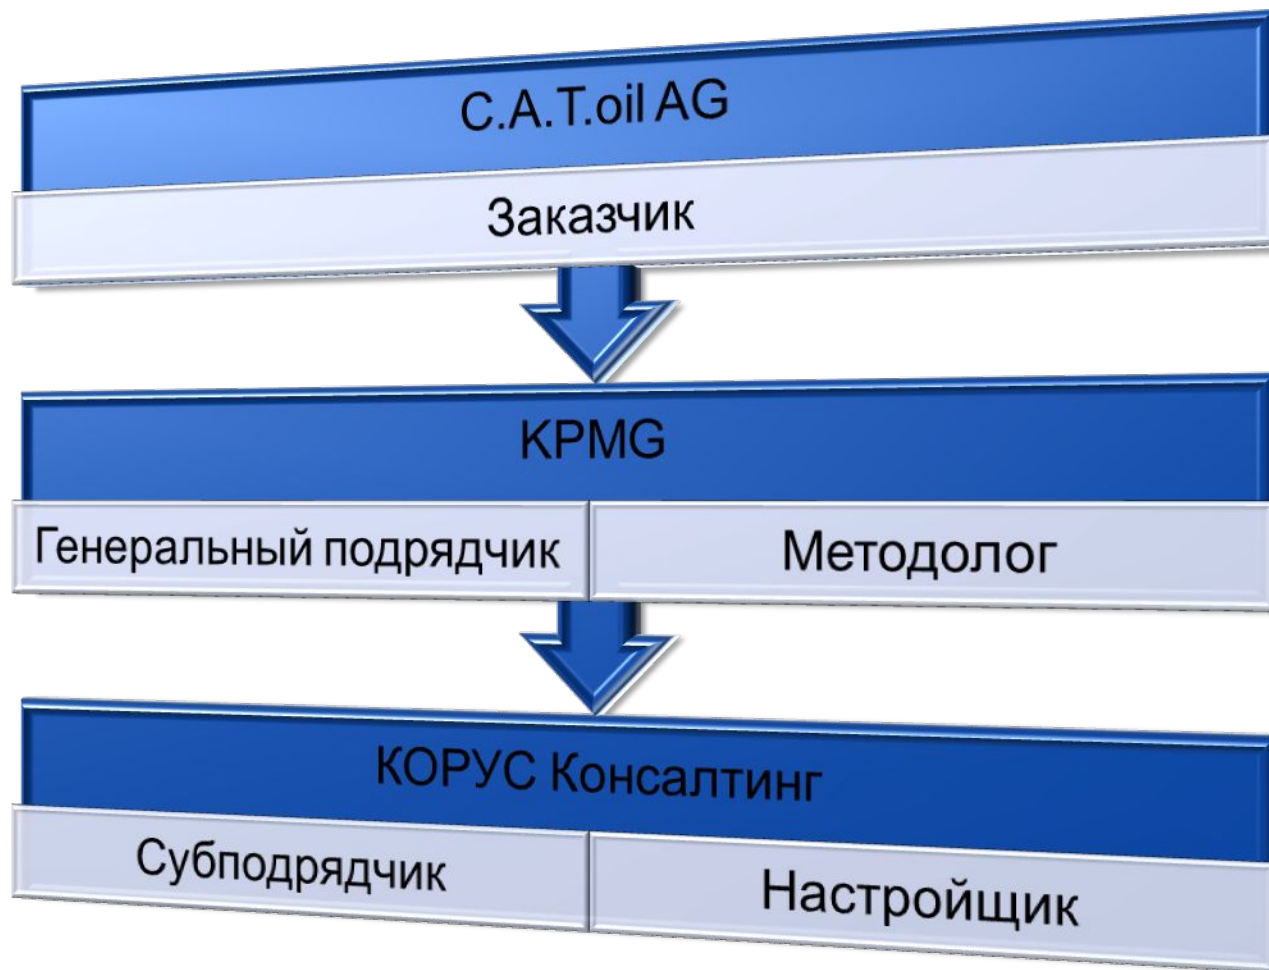 C.A.T.oil AG
Заказчик
KPMG
Генеральный подрядчик
Методолог
КОРУС Консалтинг
Субподрядчик
Настройщик